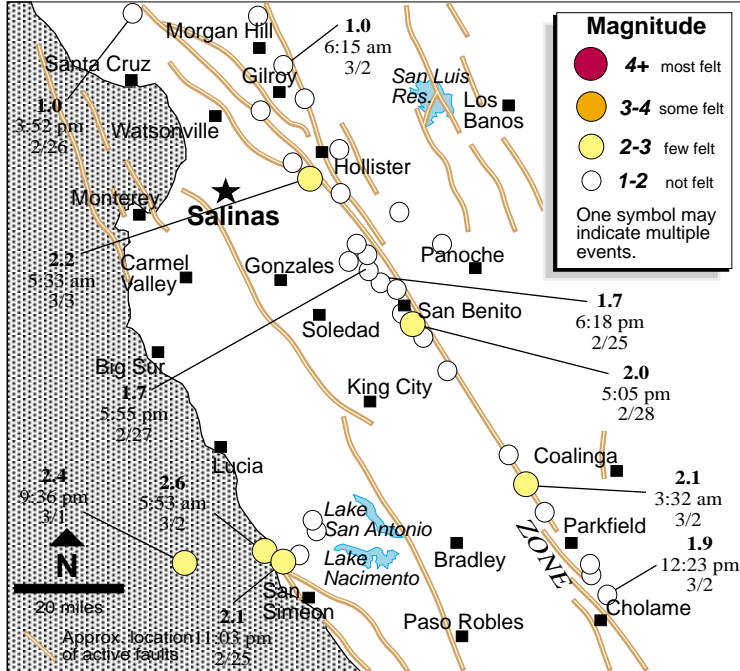 Magnitude
4+ most felt
3-4 some felt
2-3 few felt
1-2 not felt
One symbol may
indicate multiple
events.
Morgan Hill
1.0
6:15 am
3/2
Santa Cruz
Gilroy
San Luis
Res.
Los
Banos
1.0
3:52 pm
2/26
Watsonville
Hollister
Monterey
Salinas
2.2
5:33 am
3/3
Carmel
Valley
Gonzales
Panoche
San Benito
1.7
6:18 pm
2/25
Soledad
Big Sur
2.0
5:05 pm
2/28
King City
1.7
5:55 pm
2/27
Lucia
Coalinga
2.4
9:36 pm
3/1
2.6
5:53 am
3/2
2.1
3:32 am
3/2
Lake
San Antonio
Parkfield
ZONE
1.9
12:23 pm
3/2
N
Lake
Nacimento
Bradley
20 miles
San
Simeon
Cholame
2.1
11:03 pm
2/25
Paso Robles
Approx. location
of active faults